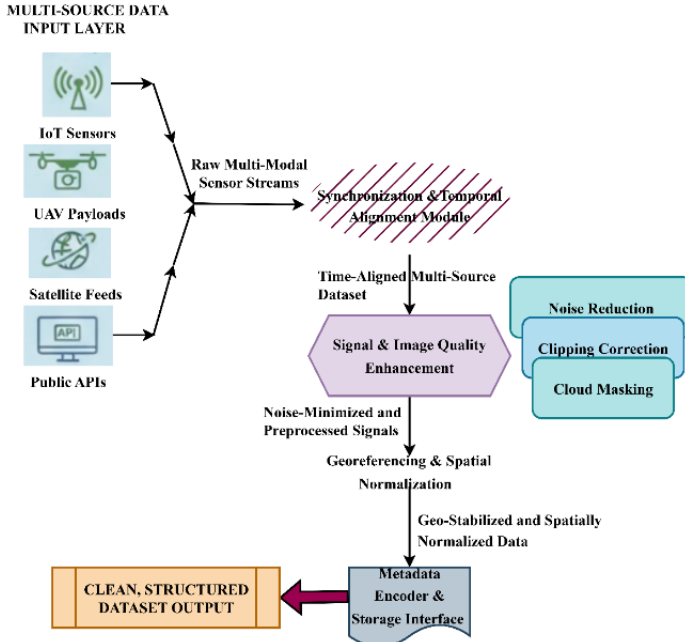 MULTI-SOURCE DATA
INPUT LAYER
IoT Sensors
UAV Payloads
Satellite Feeds
API
Public APIs
Raw Multi-Modal
Sensor Streams
Synchronization &Temporal
Alignment Module
Time-Aligned Multi-Source
Dataset
Signal & Image Quality
Enhancement
Noise Reduction
Clipping Correction
Cloud Masking
Noise-Minimized and
Preprocessed Signals
Georeferencing & Spatial
Normalization
Geo-Stabilized and Spatially
Normalized Data
Metadata
Encoder &
Storage Interface
CLEAN, STRUCTURED
DATASET OUTPUT